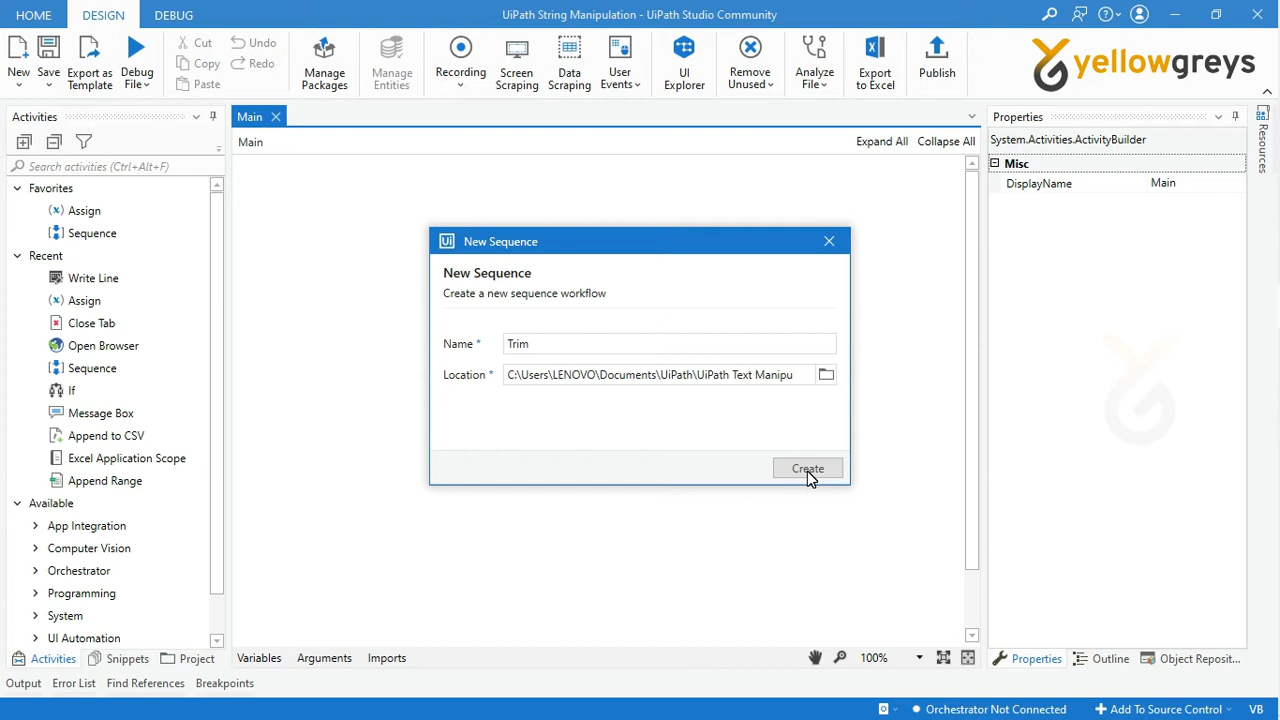 HOME DESIGN DEBUG UiPath String Manipulation - UiPath Studio Community
New Save Export as Template Debug File Cut Copy Paste Undo Redo Manage Packages Manage Entities Recording Screen Scraping Data Scraping User Events UI Explorer Remove Unused Analyze File Export to Excel Publish yellowgreys
Activities
Search activities (Ctrl+Alt+F)
Favorites
Assign
Sequence
Recent
Write Line
Assign
Close Tab
Open Browser
Sequence
If
Message Box
Append to CSV
Excel Application Scope
Append Range
Available
App Integration
Computer Vision
Orchestrator
Programming
System
UI Automation
Activities Snippets Project
Main
Main Expand All Collapse All
Ui New Sequence
New Sequence
Create a new sequence workflow
Name * Trim
Location * C:\Users\LENOVO\Documents\UiPath\UiPath Text Manipu
Create
Variables Arguments Imports 100%
Properties
System.Activities.ActivityBuilder
Misc
DisplayName Main
Resources
Properties Outline Object Reposit...
Output Error List Find References Breakpoints
Orchestrator Not Connected Add To Source Control VB